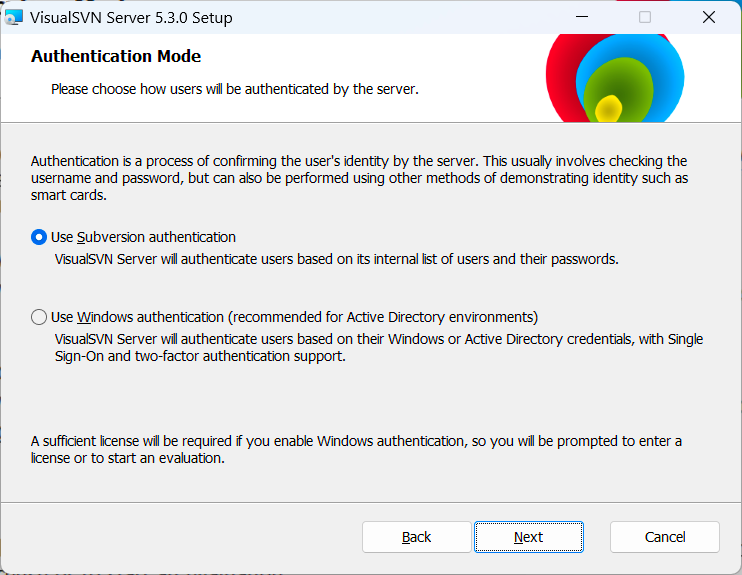 VisualSVN Server 5.3.0 Setup
Authentication Mode
Please choose how users will be authenticated by the server.
Authentication is a process of confirming the user's identity by the server. This usually involves checking the
username and password, but can also be performed using other methods of demonstrating identity such as
smart cards.
Use Subversion authentication
VisualSVN Server will authenticate users based on its internal list of users and their passwords.
Use Windows authentication (recommended for Active Directory environments)
VisualSVN Server will authenticate users based on their Windows or Active Directory credentials, with Single
Sign-On and two-factor authentication support.
A sufficient license will be required if you enable Windows authentication, so you will be prompted to enter a
license or to start an evaluation.
Back
Next
Cancel